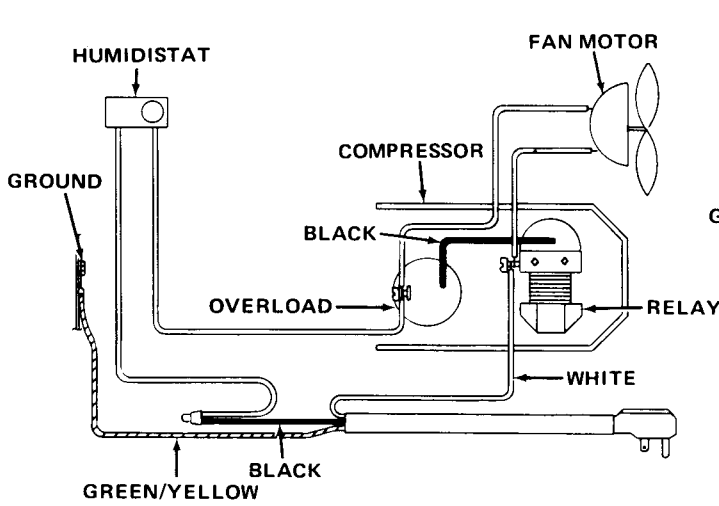 FAN MOTOR
HUMIDISTAT
COMPRESSOR
GROUND
G
BLACK
OVERLOAD
RELAY
WHITE
BLACK
GREEN/YELLOW